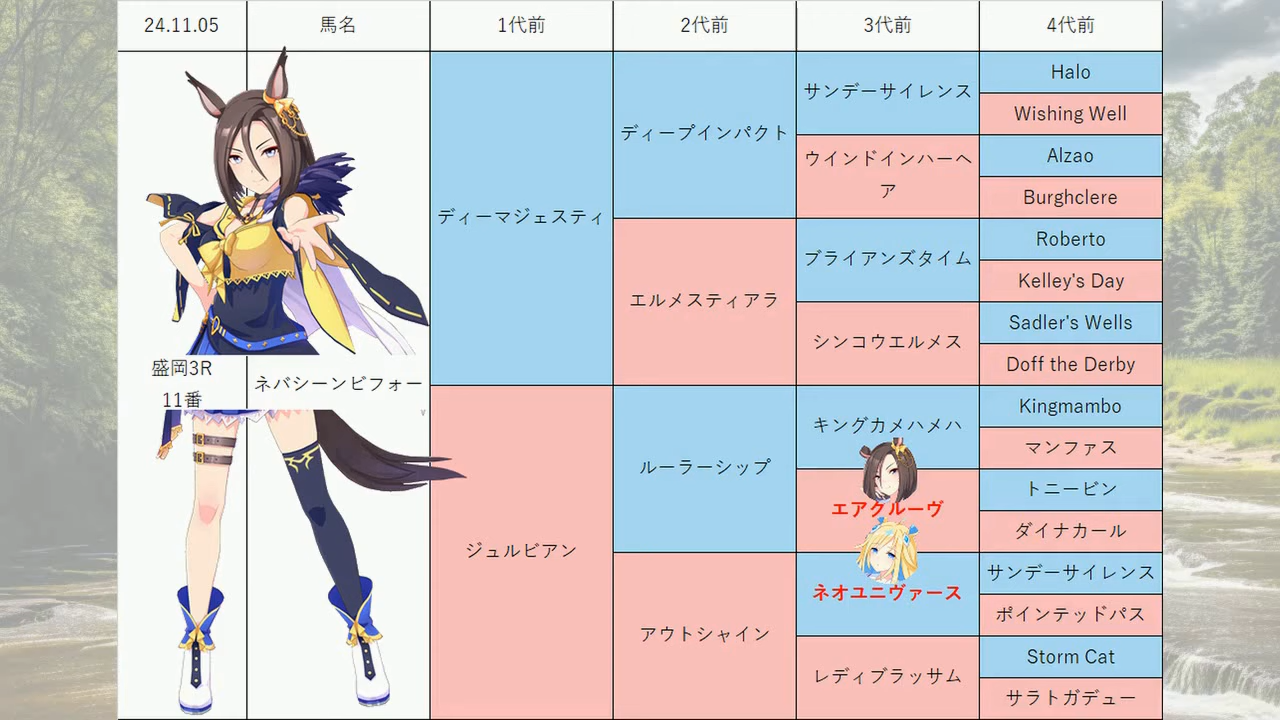 24.11.05
馬名
1代前
2代前
3代前
4代前
盛岡3R
11番
ネバシーンビフォー
ディーマジェスティ
ディープインパクト
サンデーサイレンス
Halo
Wishing Well
ウインドインハーヘ
ア
Alzao
Burghclere
エルメスティアラ
ブライアンズタイム
Roberto
Kelley's Day
シンコウエルメス
Sadler's Wells
Doff the Derby
ジュルビアン
ルーラーシップ
キングカメハメハ
Kingmambo
マンファス
エアグルーヴ
トニービン
ダイナカール
アウトシャイン
ネオユニヴァース
サンデーサイレンス
ポインテッドパス
レディブラッサム
Storm Cat
サラトガデュー